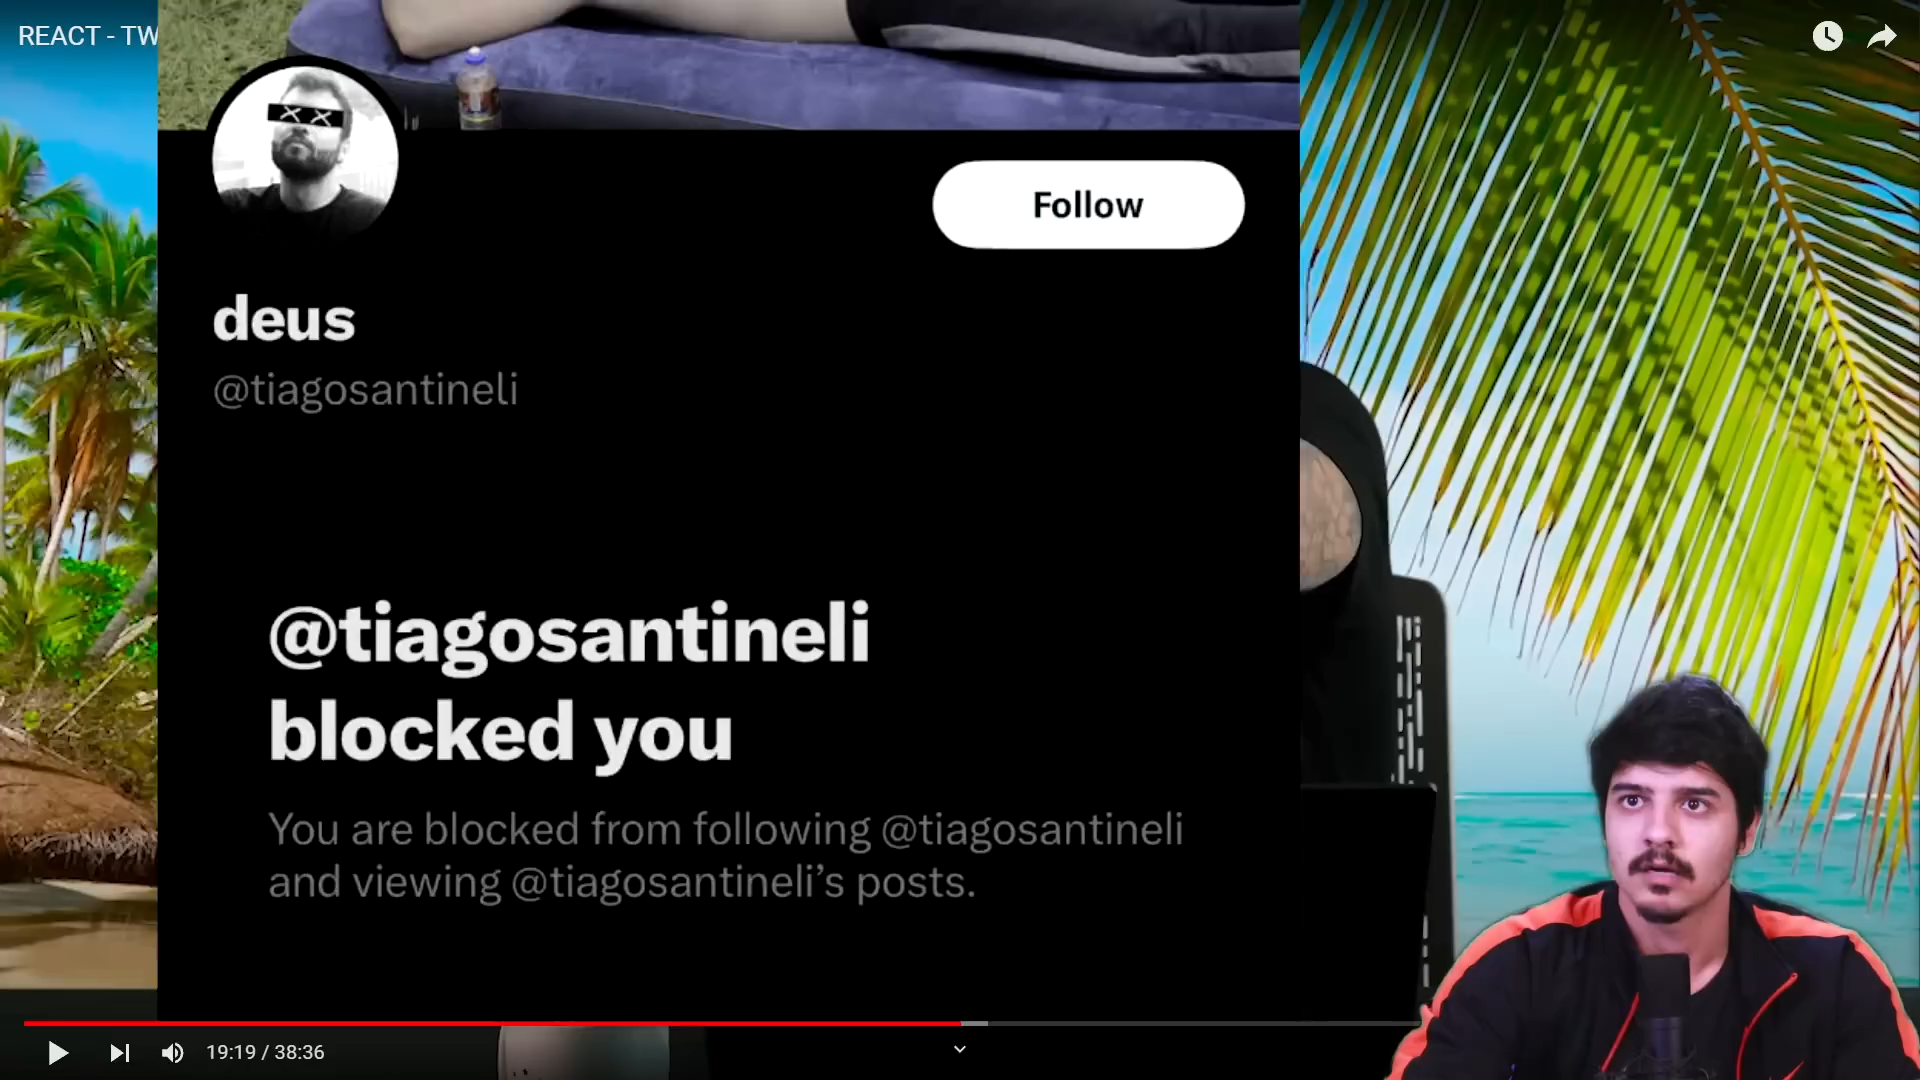 REACT - TW
Follow
deus
@tiagosantineli
@tiagosantineli
blocked you
You are blocked from following @tiagosantineli
and viewing @tiagosantineli’s posts.
19:19 / 38:36